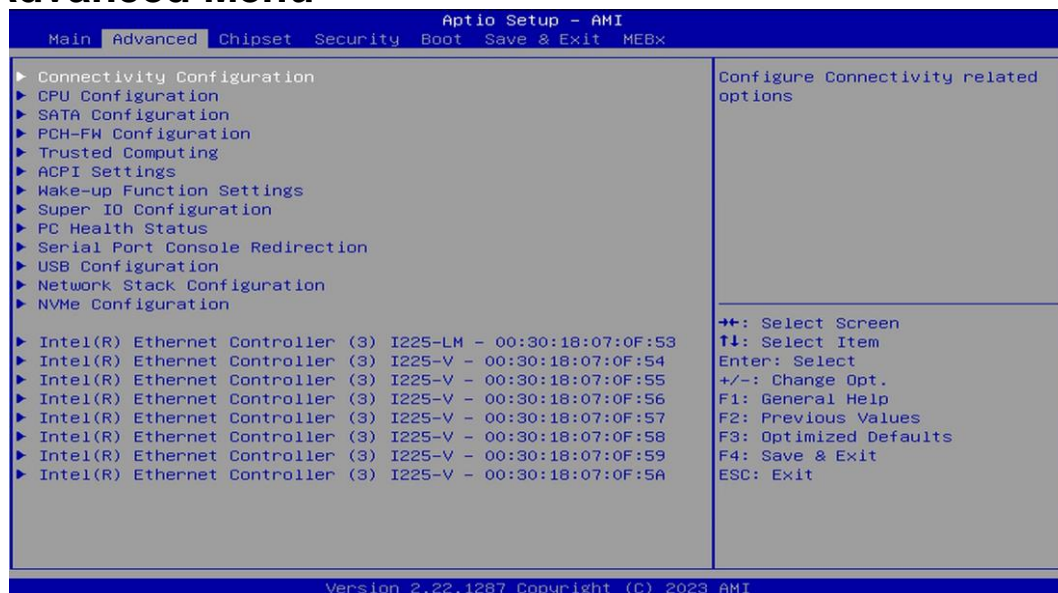 Advanced Menu
Aptio Setup – AMI
Main Advanced Chipset Security Boot Save & Exit MEBx
► Connectivity Configuration
► CPU Configuration
► SATA Configuration
► PCH-FW Configuration
► Trusted Computing
► ACPI Settings
► Wake-up Function Settings
► Super IO Configuration
► PC Health Status
► Serial Port Console Redirection
► USB Configuration
► Network Stack Configuration
► NVMe Configuration
► Intel(R) Ethernet Controller (3) I225-LM – 00:30:18:07:0F:53
► Intel(R) Ethernet Controller (3) I225-V – 00:30:18:07:0F:54
► Intel(R) Ethernet Controller (3) I225-V – 00:30:18:07:0F:55
► Intel(R) Ethernet Controller (3) I225-V – 00:30:18:07:0F:56
► Intel(R) Ethernet Controller (3) I225-V – 00:30:18:07:0F:57
► Intel(R) Ethernet Controller (3) I225-V – 00:30:18:07:0F:58
► Intel(R) Ethernet Controller (3) I225-V – 00:30:18:07:0F:59
► Intel(R) Ethernet Controller (3) I225-V – 00:30:18:07:0F:5A
Configure Connectivity related
options
→←: Select Screen
↑↓: Select Item
Enter: Select
+/-: Change Opt.
F1: General Help
F2: Previous Values
F3: Optimized Defaults
F4: Save & Exit
ESC: Exit
Version 2.22.1287 Copyright (C) 2023 AMI